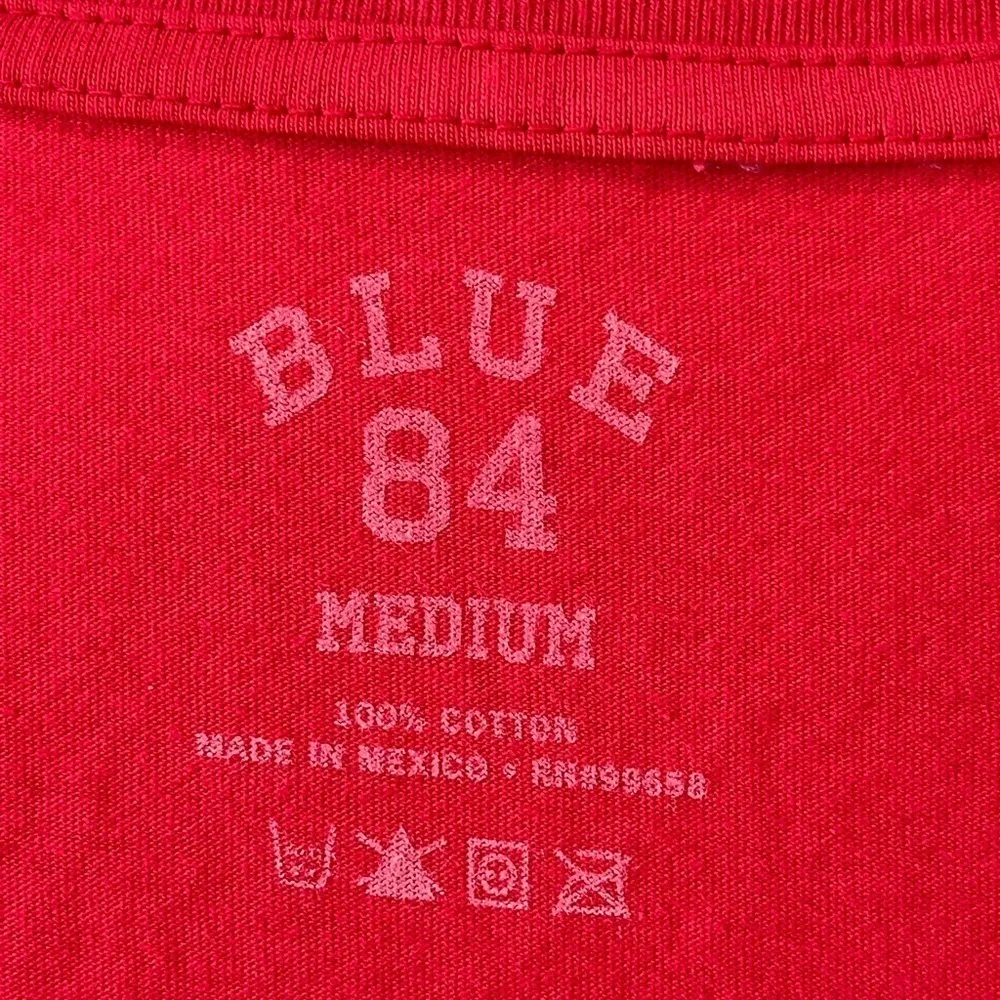 BLUE
84
MEDIUM
100% COTTON
MADE IN MEXICO • RN#99658